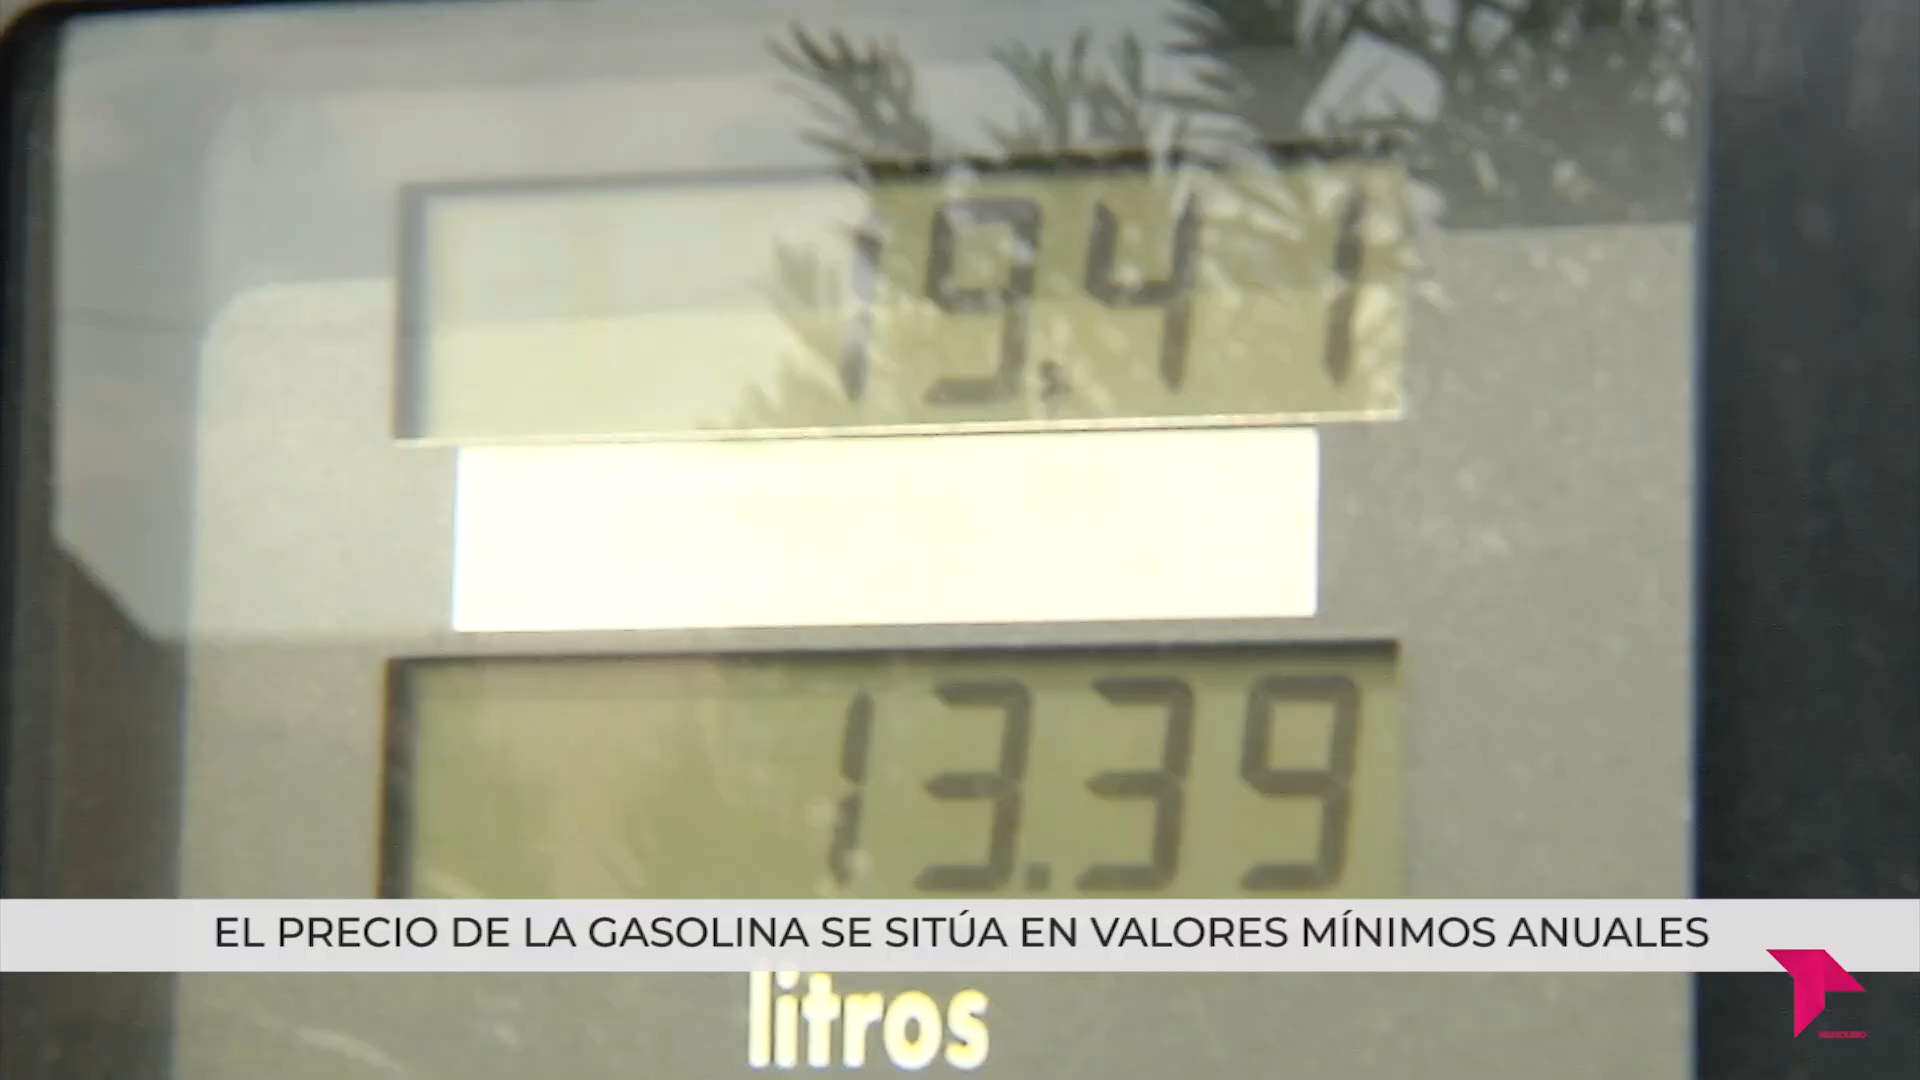 19.41
13.39
EL PRECIO DE LA GASOLINA SE SITÚA EN VALORES MÍNIMOS ANUALES
litros